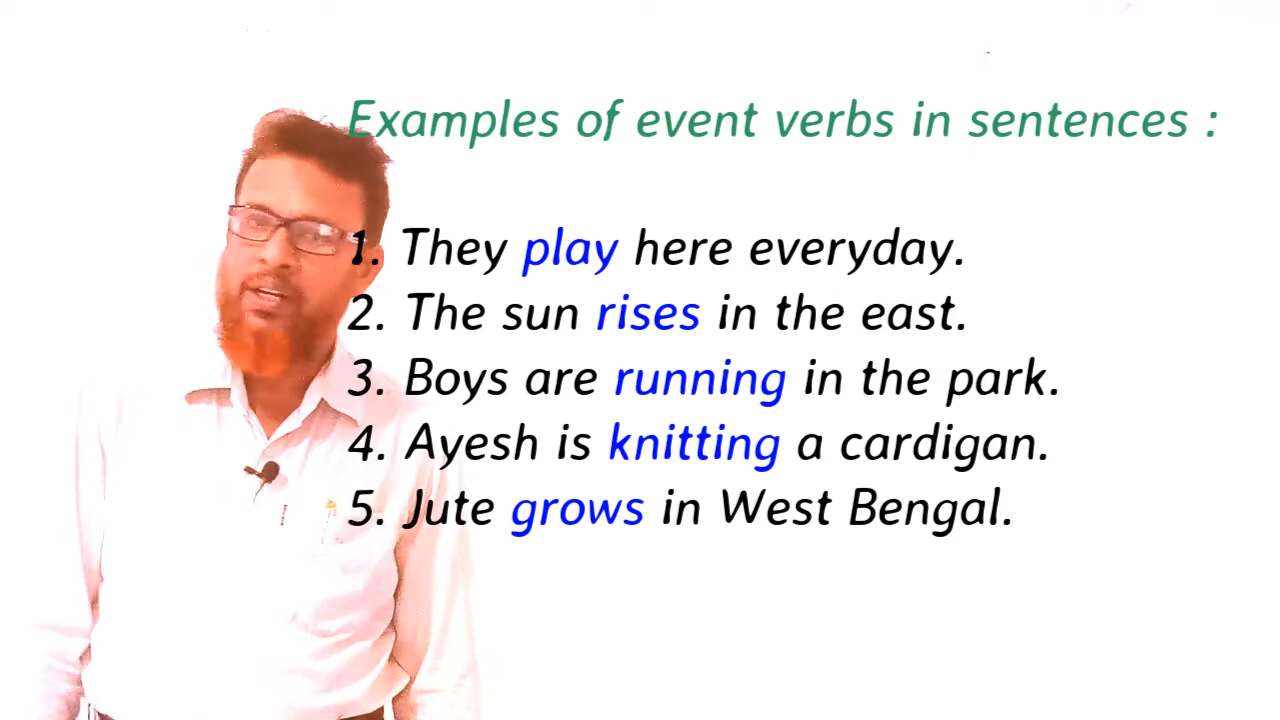 Examples of event verbs in sentences :
1. They play here everyday.
2. The sun rises in the east.
3. Boys are running in the park.
4. Ayesh is knitting a cardigan.
5. Jute grows in West Bengal.